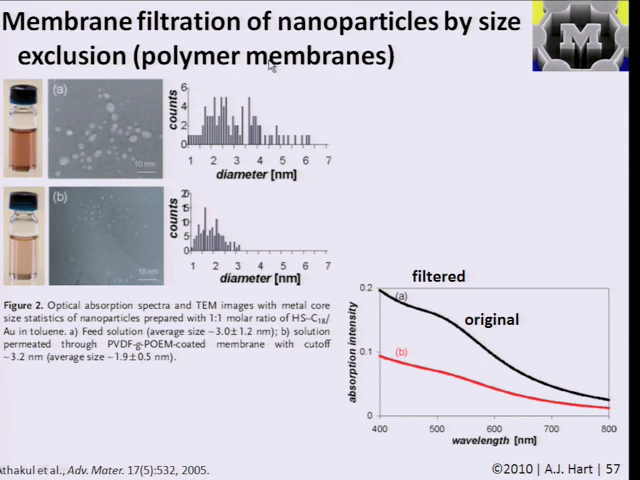 Membrane filtration of nanoparticles by size
exclusion (polymer membranes)
M
(a)
10 nm
counts
6
4
2
0
1 2 3 4 5 6 7
diameter [nm]
(b)
10 nm
counts
20
15
10
5
0
1 2 3 4 5 6 7
diameter [nm]
Figure 2. Optical absorption spectra and TEM images with metal core
size statistics of nanoparticles prepared with 1:1 molar ratio of HS–C18/
Au in toluene. a) Feed solution (average size ~3.0±1.2 nm); b) solution
permeated through PVDF-g-POEM-coated membrane with cutoff
~3.2 nm (average size ~1.9±0.5 nm).
filtered
original
absorption intensity
0.2
0.1
0
(a)
(b)
400 500 600 700 800
wavelength [nm]
Athakul et al., Adv. Mater. 17(5):532, 2005.
©2010 | A.J. Hart | 57